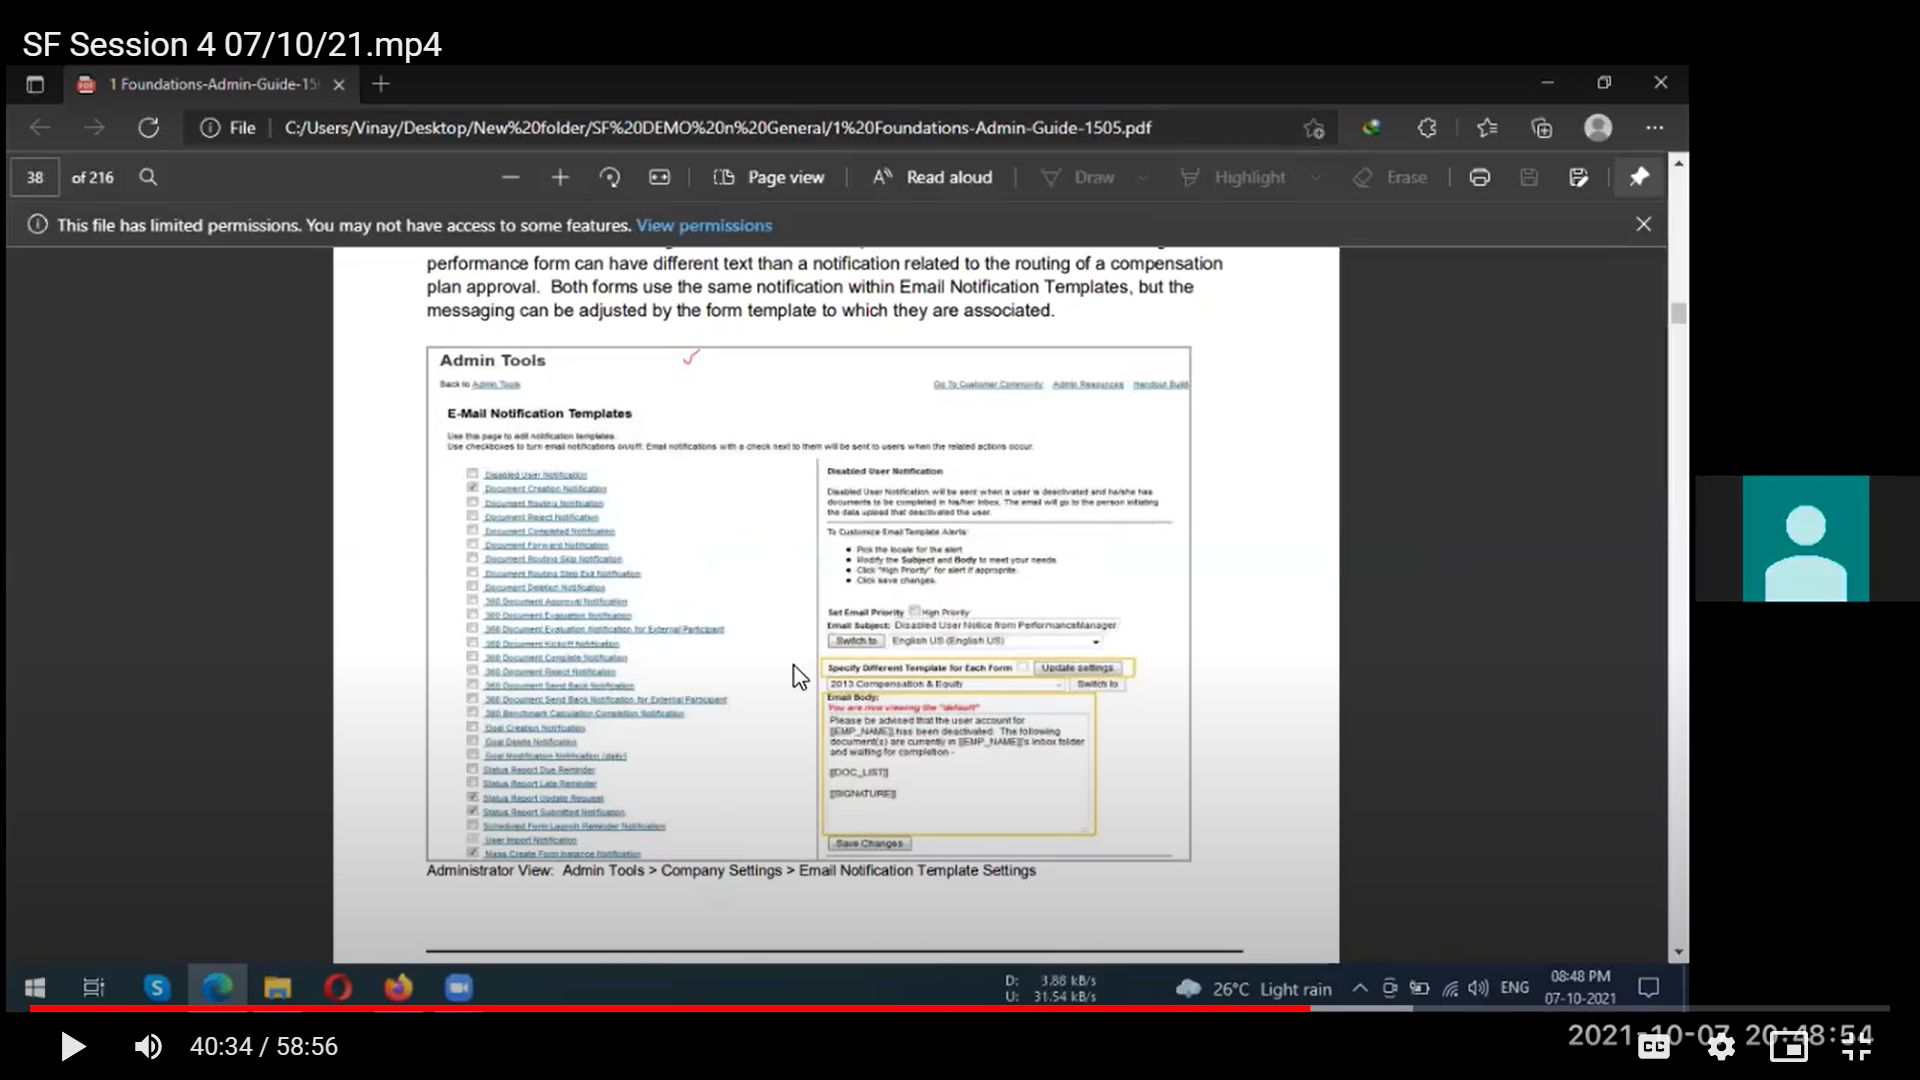 SF Session 4 07/10/21.mp4
1 Foundations-Admin-Guide-15
File C:/Users/Vinay/Desktop/New%20folder/SF%20DEMO%20n%20General/1%20Foundations-Admin-Guide-1505.pdf
38 of 216 Page view Read aloud Draw Highlight Erase
This file has limited permissions. You may not have access to some features. View permissions
performance form can have different text than a notification related to the routing of a compensation
plan approval. Both forms use the same notification within Email Notification Templates, but the
messaging can be adjusted by the form template to which they are associated.
Admin Tools
Back to Admin Tools
Go To Customer Community Admin Resources Handout Build
E-Mail Notification Templates
Use this page to edit notification templates.
Use checkboxes to turn email notifications on/off. Email notifications with a check next to them will be sent to users when the related actions occur.
Disabled User Notification
Document Creation Notification
Document Routing Notification
Document Reject Notification
Document Completed Notification
Document Forward Notification
Document Routing Skip Notification
Document Routing Step Exit Notification
Document Deletion Notification
360 Document Approval Notification
360 Document Evaluation Notification
360 Document Evaluation Notification for External Participant
360 Document Kickoff Notification
360 Document Complete Notification
360 Document Reject Notification
360 Document Send Back Notification
360 Document Send Back Notification for External Participant
360 Benchmark Calculation Completion Notification
Goal Creation Notification
Goal Delete Notification
Goal Modification Notification (daily)
Status Report Due Reminder
Status Report Late Reminder
Status Report Update Request
Status Report Submitted Notification
Scheduled Form Launch Reminder Notification
User Import Notification
Mass Create Form Instance Notification
Disabled User Notification
Disabled User Notification will be sent when a user is deactivated and he/she has
documents to be completed in his/her inbox. The email will go to the person initiating
the data upload that deactivated the user.
To Customize Email Template Alerts:
Pick the locale for the alert
Modify the Subject and Body to meet your needs.
Click "High Priority" for alert if appropriate.
Click save changes.
Set Email Priority High Priority
Email Subject: Disabled User Notice from PerformanceManager
Switch to English US (English US)
Specify Different Template for Each Form Update settings
2013 Compensation & Equity Switch to
Email Body:
You are now viewing the "default"
Please be advised that the user account for
[[EMP_NAME]] has been deactivated. The following
document(s) are currently in [[EMP_NAME]]'s inbox folder
and waiting for completion -
[[DOC_LIST]]
[[SIGNATURE]]
Save Changes
Administrator View: Admin Tools > Company Settings > Email Notification Template Settings
D: 3.88 kB/s
U: 31.54 kB/s
26°C Light rain
ENG
08:48 PM
07-10-2021
40:34 / 58:56
2021-10-07 20:48:54
CC